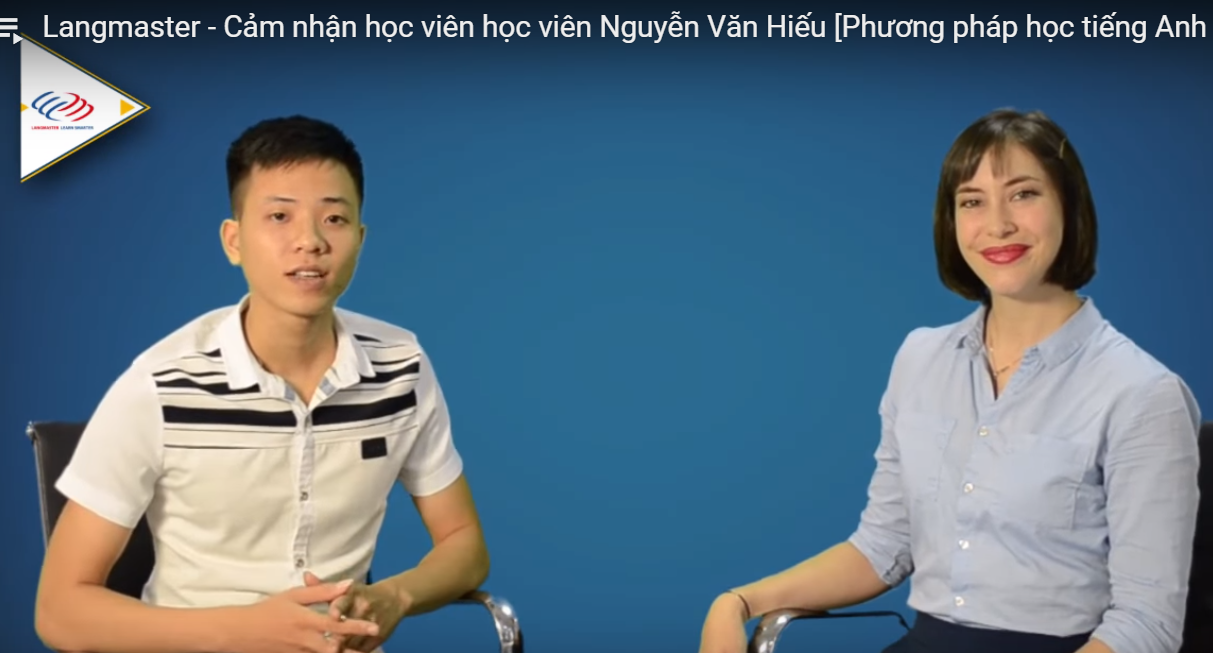 Langmaster - Cảm nhận học viên học viên Nguyễn Văn Hiếu [Phương pháp học tiếng Anh
LANGMASTER LEARN SMARTER